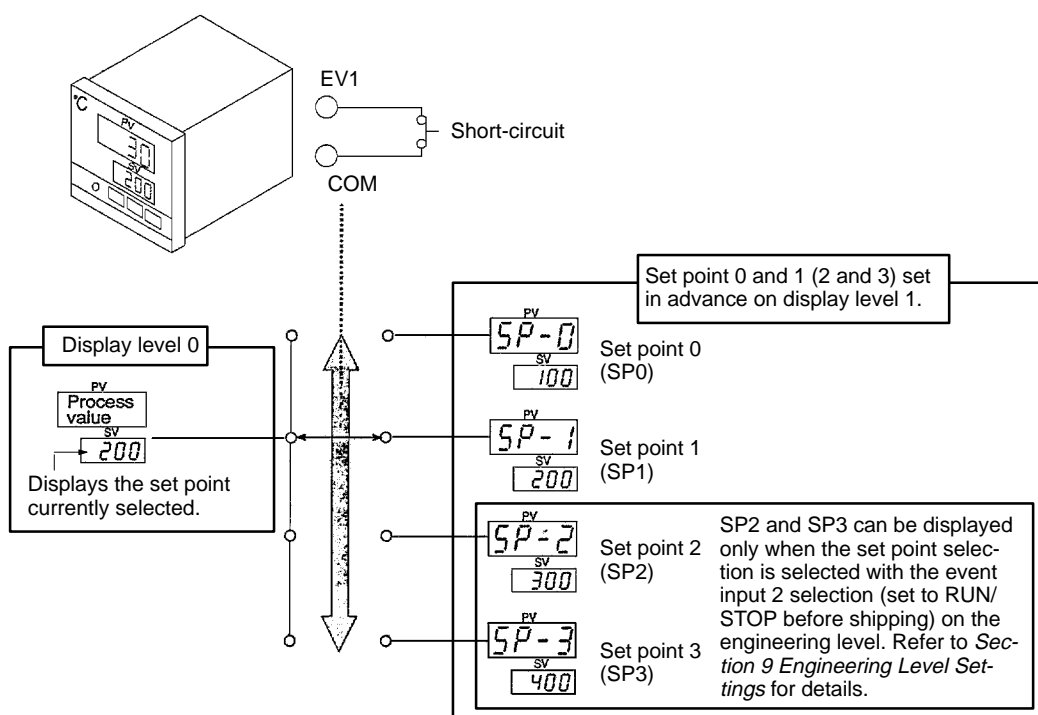 EV1
Short-circuit
COM
°C
PV
30
SV
200
Set point 0 and 1 (2 and 3) set
in advance on display level 1.
Display level 0
PV
Process
value
SV
200
Displays the set point
currently selected.
PV
SP-0
SV
100
Set point 0
(SP0)
PV
SP-1
SV
200
Set point 1
(SP1)
PV
SP-2
SV
300
Set point 2
(SP2)
PV
SP-3
SV
400
Set point 3
(SP3)
SP2 and SP3 can be displayed
only when the set point selec-
tion is selected with the event
input 2 selection (set to RUN/
STOP before shipping) on the
engineering level. Refer to Sec-
tion 9 Engineering Level Set-
tings for details.